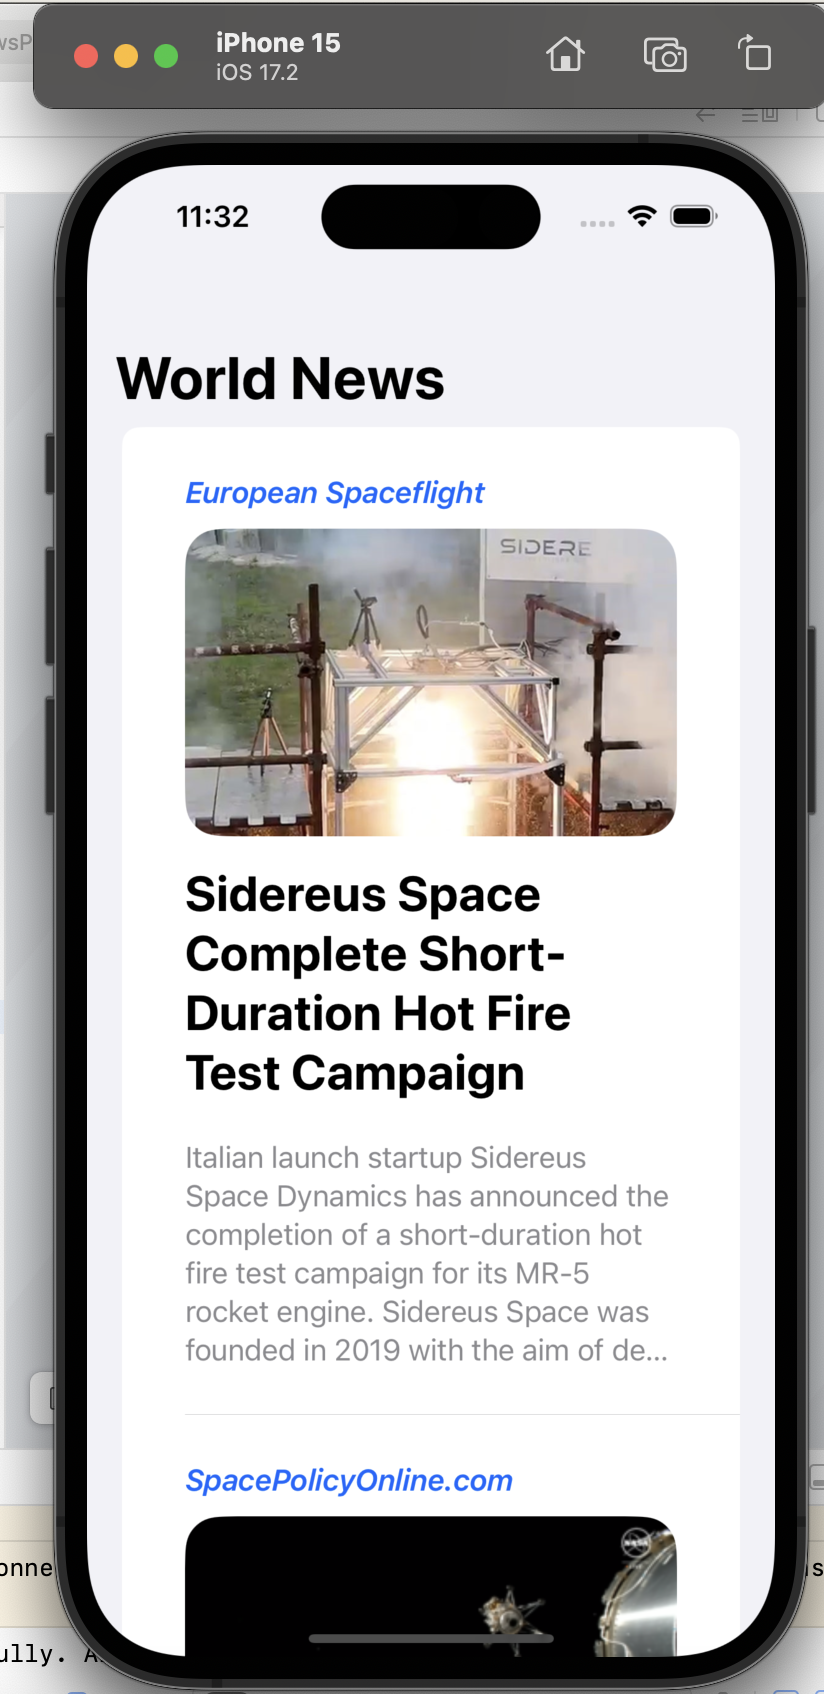 wsP
iPhone 15
iOS 17.2
11:32
World News
European Spaceflight
SIDERE
Sidereus Space
Complete Short-
Duration Hot Fire
Test Campaign
Italian launch startup Sidereus
Space Dynamics has announced the
completion of a short-duration hot
fire test campaign for its MR-5
rocket engine. Sidereus Space was
founded in 2019 with the aim of de...
SpacePolicyOnline.com
NASA
onne
ully. A